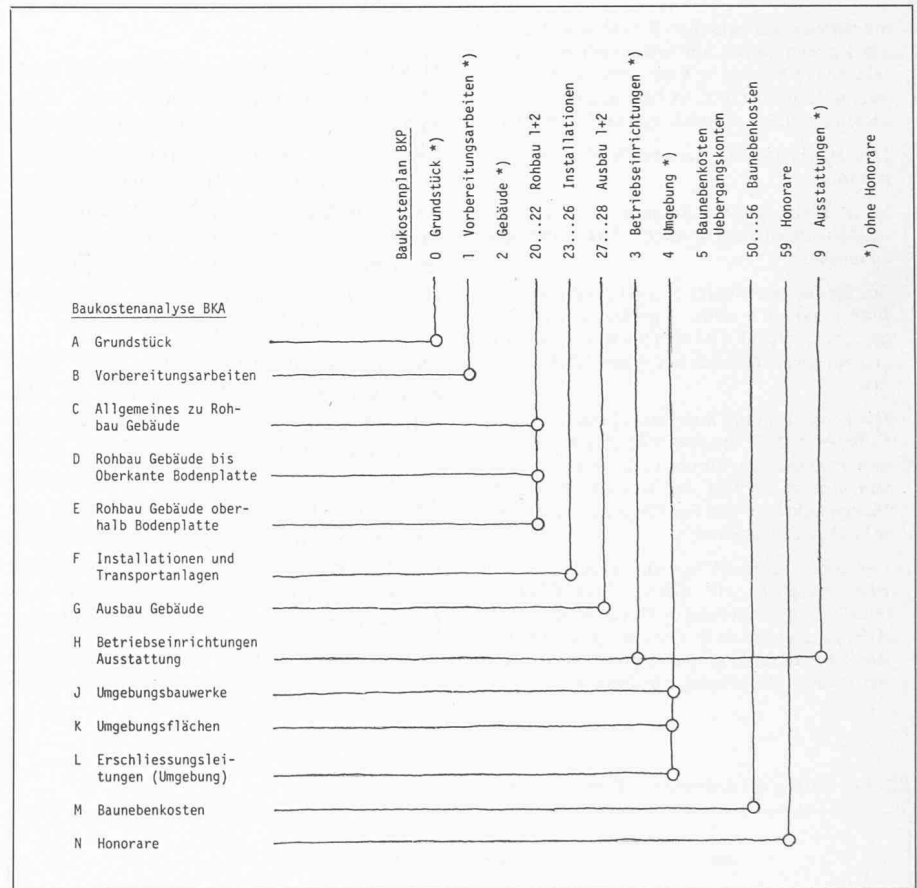 Baukostenplan BKP
0 Grundstück *)
1 Vorbereitungsarbeiten *)
2 Gebäude *)
20...22 Rohbau 1+2
23...26 Installationen
27...28 Ausbau 1+2
3 Betriebseinrichtungen *)
4 Umgebung *)
5 Baunebenkosten
Uebergangskonten
50...56 Baunebenkosten
59 Honorare
9 Ausstattungen *)
*) ohne Honorare
Baukostenanalyse BKA
A Grundstück
B Vorbereitungsarbeiten
C Allgemeines zu Roh-
bau Gebäude
D Rohbau Gebäude bis
Oberkante Bodenplatte
E Rohbau Gebäude ober-
halb Bodenplatte
F Installationen und
Transportanlagen
G Ausbau Gebäude
H Betriebseinrichtungen
Ausstattung
J Umgebungsbauwerke
K Umgebungsflächen
L Erschliessungslei-
tungen (Umgebung)
M Baunebenkosten
N Honorare